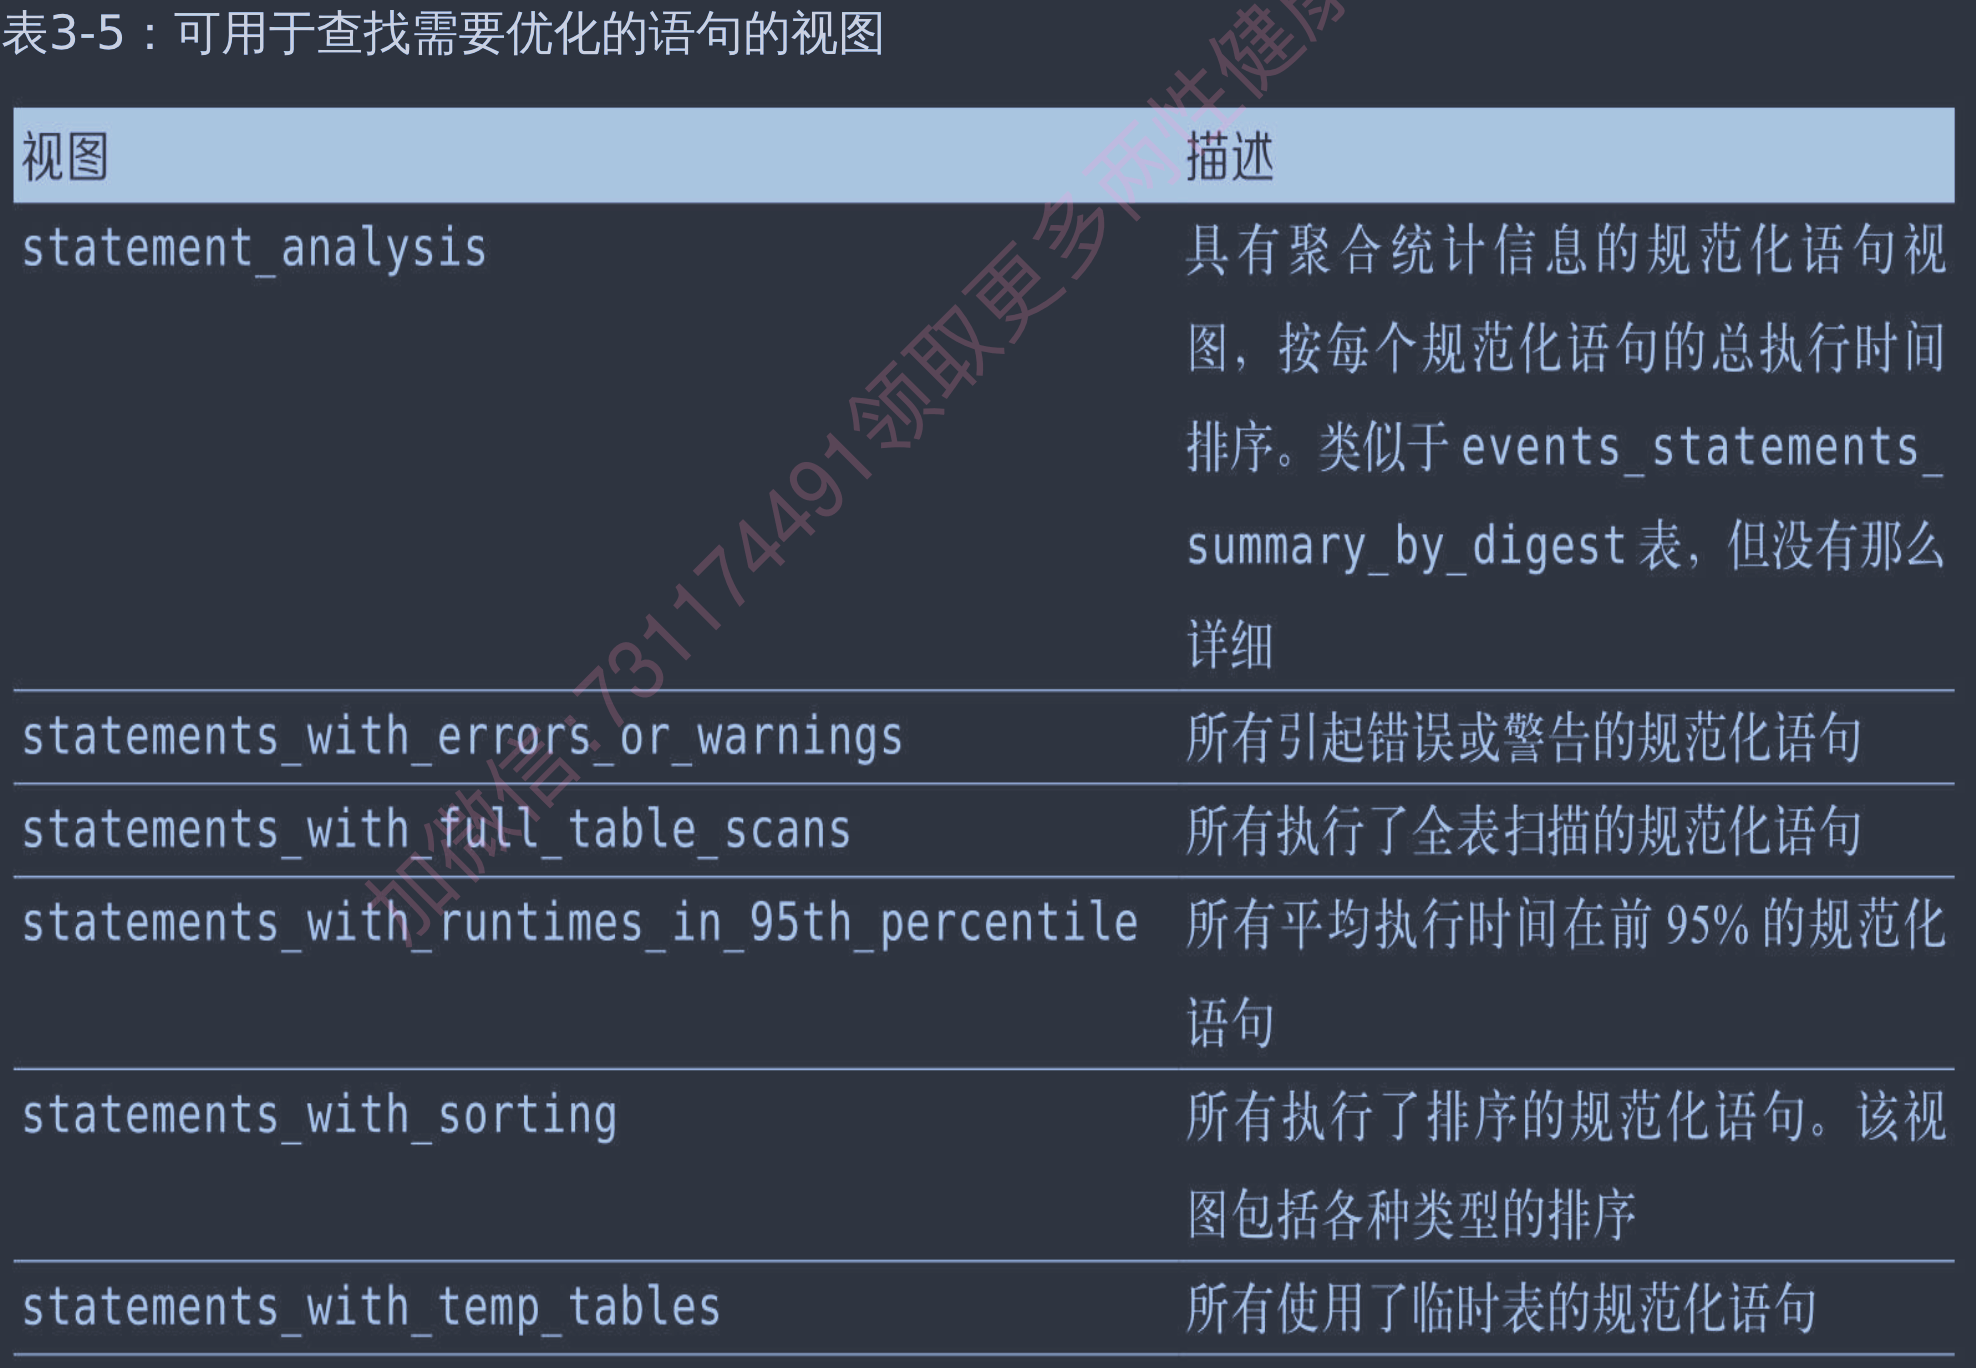 表3-5：可用于查找需要优化的语句的视图
视图 描述
statement_analysis 具有聚合统计信息的规范化语句视
图，按每个规范化语句的总执行时间
排序。类似于 events_statements_
summary_by_digest 表，但没有那么
详细
statements_with_errors_or_warnings 所有引起错误或警告的规范化语句
statements_with_full_table_scans 所有执行了全表扫描的规范化语句
statements_with_runtimes_in_95th_percentile 所有平均执行时间在前 95% 的规范化
语句
statements_with_sorting 所有执行了排序的规范化语句。该视
图包括各种类型的排序
statements_with_temp_tables 所有使用了临时表的规范化语句
加微信:7311744491领取更多两性健康